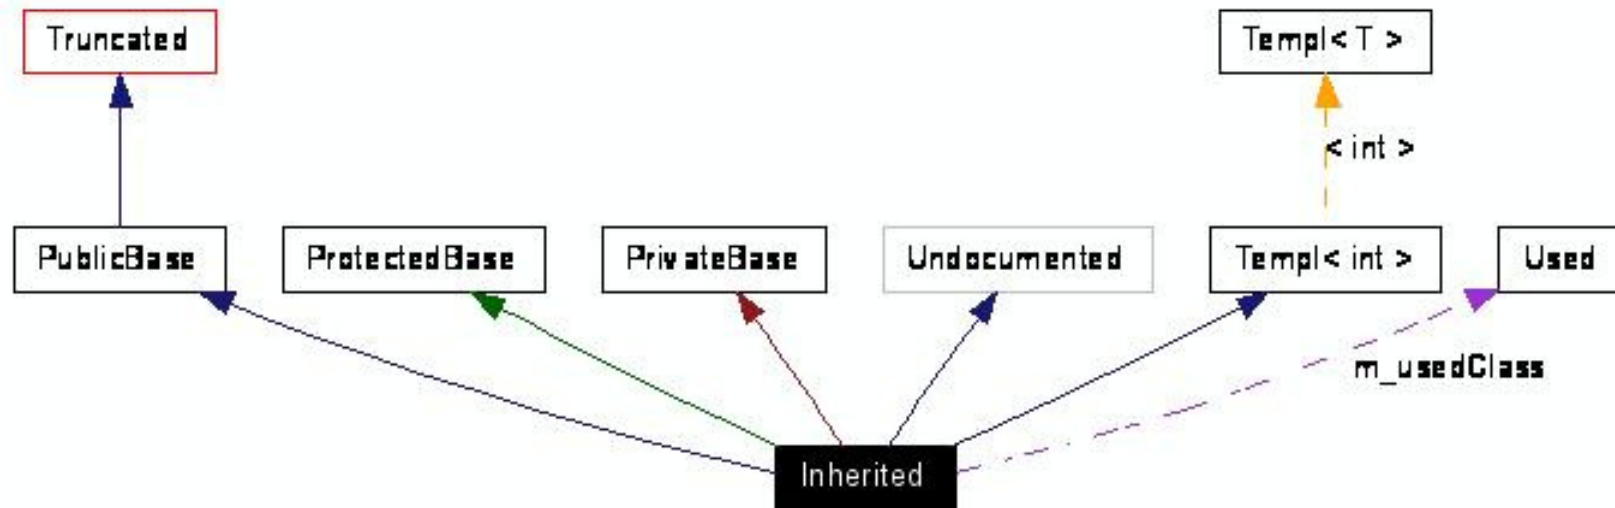 Truncated
Templ< T >
< int >
PublicBase
ProtectedBase
PrivateBase
Undocumented
Templ< int >
Used
m_usedClass
Inherited